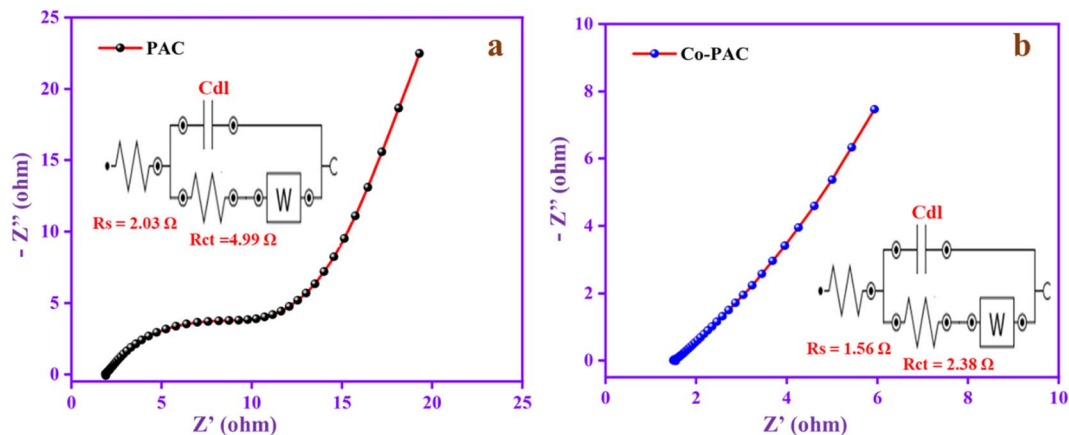 a
PAC
Cdl
W
Rs = 2.03 Ω
Rct =4.99 Ω
25
20
15
10
5
0
- Z” (ohm)
0 5 10 15 20 25
Z’ (ohm)
b
Co-PAC
Cdl
W
Rs = 1.56 Ω
Rct = 2.38 Ω
10
8
6
4
2
0
- Z” (ohm)
0 2 4 6 8 10
Z’ (ohm)